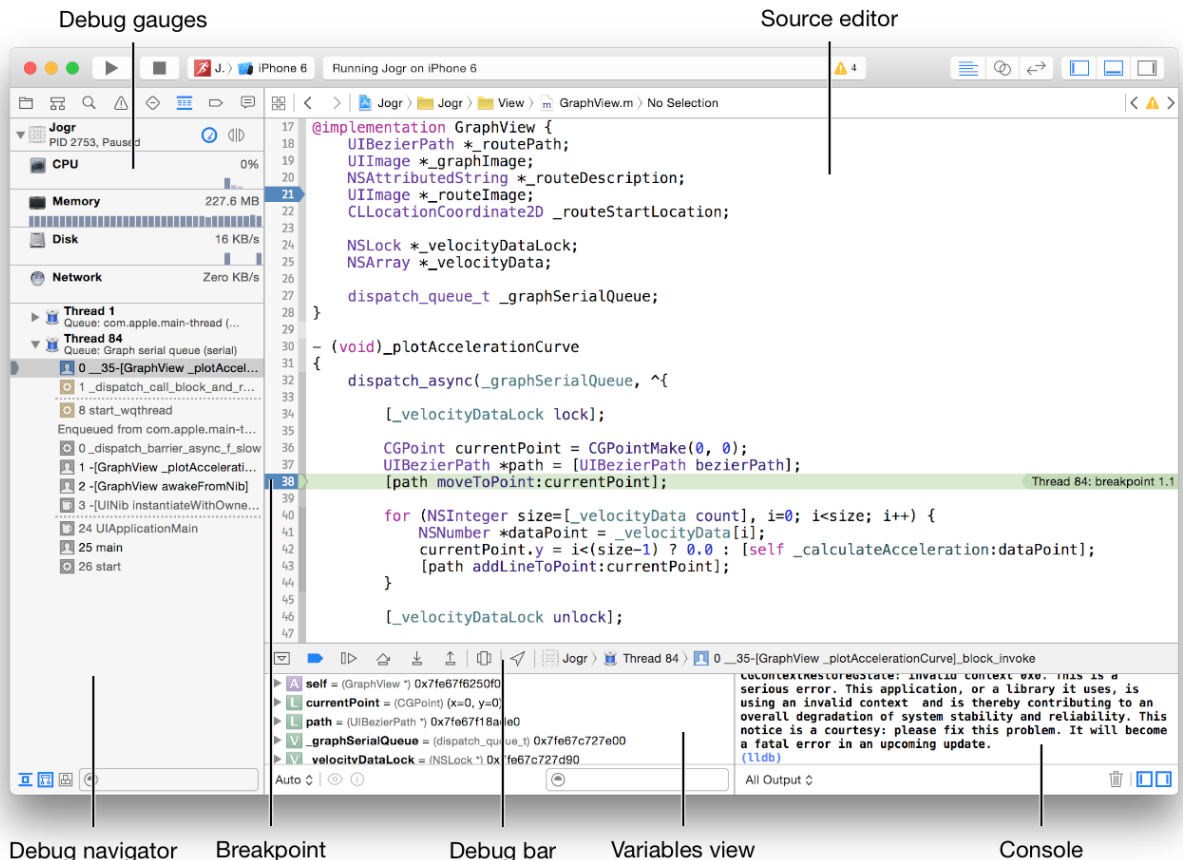 Debug gauges
Source editor
J. 〉 iPhone 6
Running Jogr on iPhone 6
4
Jogr 〉 Jogr 〉 View 〉 m GraphView.m 〉 No Selection
Jogr
PID 2753, Paused
CPU 0%
Memory 227.6 MB
Disk 16 KB/s
Network Zero KB/s
Thread 1
Queue: com.apple.main-thread (...
Thread 84
Queue: Graph serial queue (serial)
0 __35-[GraphView _plotAccel...
1 _dispatch_call_block_and_r...
8 start_wqthread
Enqueued from com.apple.main-t...
0 _dispatch_barrier_async_f_slow
1 -[GraphView _plotAccelerati...
2 -[GraphView awakeFromNib]
3 -[UINib instantiateWithOwne...
24 UIApplicationMain
25 main
26 start
17 @implementation GraphView {
18 UIBezierPath *_routePath;
19 UIImage *_graphImage;
20 NSAttributedString *_routeDescription;
21 UIImage *_routeImage;
22 CLLocationCoordinate2D _routeStartLocation;
23
24 NSLock *_velocityDataLock;
25 NSArray *_velocityData;
26
27 dispatch_queue_t _graphSerialQueue;
28 }
29
30 - (void)_plotAccelerationCurve
31 {
32 dispatch_async(_graphSerialQueue, ^{
33
34 [_velocityDataLock lock];
35
36 CGPoint currentPoint = CGPointMake(0, 0);
37 UIBezierPath *path = [UIBezierPath bezierPath];
38 [path moveToPoint:currentPoint]; Thread 84: breakpoint 1.1
39
40 for (NSInteger size=[_velocityData count], i=0; i<size; i++) {
41 NSNumber *dataPoint = _velocityData[i];
42 currentPoint.y = i<(size-1) ? 0.0 : [self _calculateAcceleration:dataPoint];
43 [path addLineToPoint:currentPoint];
44 }
45
46 [_velocityDataLock unlock];
47
Jogr 〉 Thread 84 〉 0 __35-[GraphView _plotAccelerationCurve]_block_invoke
A self = (GraphView *) 0x7fe67f6250f0
L currentPoint = (CGPoint) (x=0, y=0)
L path = (UIBezierPath *) 0x7fe67f18ade0
V _graphSerialQueue = (dispatch_queue_t) 0x7fe67c727e00
V _velocityDataLock = (NSLock *) 0x7fe67c727d90
Auto
CGContextRestoreGState: invalid context 0x0. This is a
serious error. This application, or a library it uses, is
using an invalid context and is thereby contributing to an
overall degradation of system stability and reliability. This
notice is a courtesy: please fix this problem. It will become
a fatal error in an upcoming update.
(lldb)
All Output
Debug navigator
Breakpoint
Debug bar
Variables view
Console